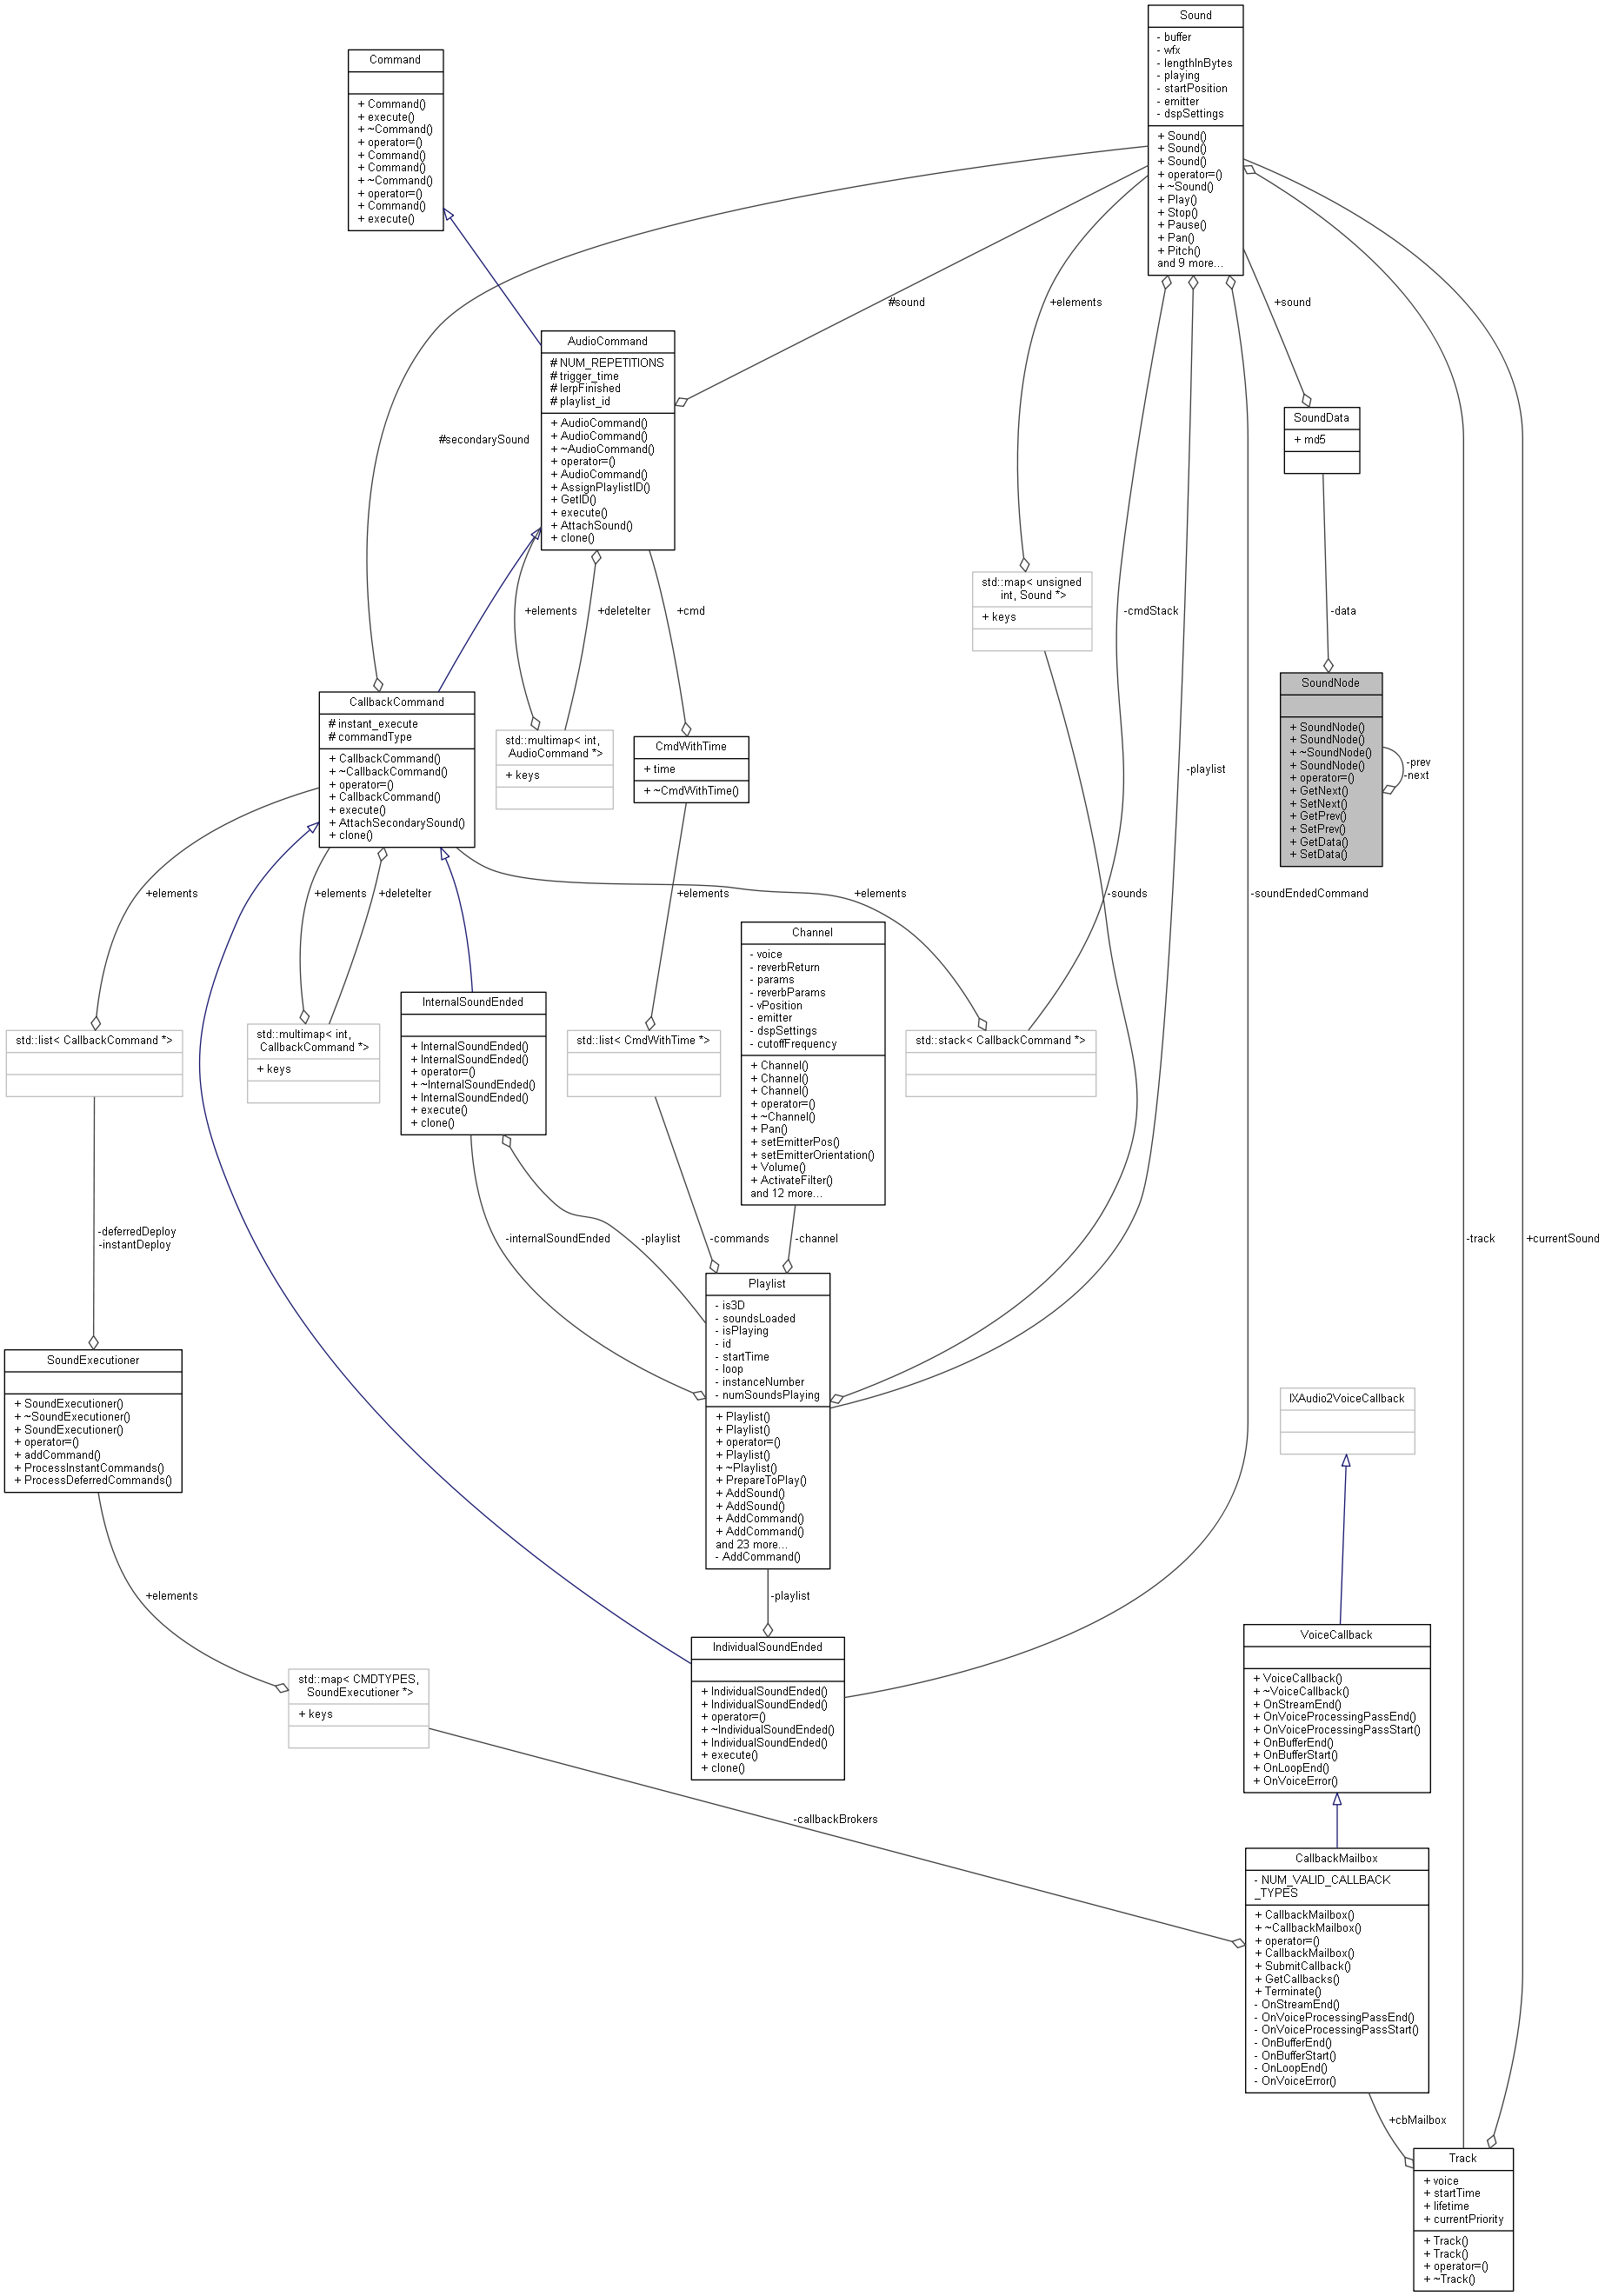 Sound
- buffer
- wfx
- lengthInBytes
- playing
- startPosition
- emitter
- dspSettings
+ Sound()
+ Sound()
+ Sound()
+ operator=()
+ ~Sound()
+ Play()
+ Stop()
+ Pause()
+ Pan()
+ Pitch()
and 9 more...
Command
+ Command()
+ execute()
+ ~Command()
+ operator=()
+ Command()
+ Command()
+ ~Command()
+ operator=()
+ Command()
+ execute()
#sound
+elements
+sound
AudioCommand
# NUM_REPETITIONS
# trigger_time
# lerpFinished
# playlist_id
+ AudioCommand()
+ AudioCommand()
+ ~AudioCommand()
+ operator=()
+ AudioCommand()
+ AssignPlaylistID()
+ GetID()
+ execute()
+ AttachSound()
+ clone()
#secondarySound
SoundData
+ md5
std::map< unsigned
int, Sound *>
+ keys
+elements
+deleteIter
+cmd
-cmdStack
-data
SoundNode
+ SoundNode()
+ SoundNode()
+ ~SoundNode()
+ SoundNode()
+ operator=()
+ GetNext()
+ SetNext()
+ GetPrev()
+ SetPrev()
+ GetData()
+ SetData()
-prev
-next
CallbackCommand
# instant_execute
# commandType
+ CallbackCommand()
+ ~CallbackCommand()
+ operator=()
+ CallbackCommand()
+ execute()
+ AttachSecondarySound()
+ clone()
std::multimap< int,
AudioCommand *>
+ keys
CmdWithTime
+ time
+ ~CmdWithTime()
-playlist
+elements
+elements
+deleteIter
+elements
+elements
-sounds
-soundEndedCommand
Channel
- voice
- reverbReturn
- params
- reverbParams
- vPosition
- emitter
- dspSettings
- cutoffFrequency
+ Channel()
+ Channel()
+ Channel()
+ operator=()
+ ~Channel()
+ Pan()
+ setEmitterPos()
+ setEmitterOrientation()
+ Volume()
+ ActivateFilter()
and 12 more...
InternalSoundEnded
+ InternalSoundEnded()
+ InternalSoundEnded()
+ operator=()
+ ~InternalSoundEnded()
+ InternalSoundEnded()
+ execute()
+ clone()
std::list< CallbackCommand *>
std::multimap< int,
CallbackCommand *>
+ keys
std::list< CmdWithTime *>
std::stack< CallbackCommand *>
-deferredDeploy
-instantDeploy
-internalSoundEnded
-playlist
-commands
-channel
-track
+currentSound
Playlist
- is3D
- soundsLoaded
- isPlaying
- id
- startTime
- loop
- instanceNumber
- numSoundsPlaying
+ Playlist()
+ Playlist()
+ operator=()
+ Playlist()
+ ~Playlist()
+ PrepareToPlay()
+ AddSound()
+ AddSound()
+ AddCommand()
+ AddCommand()
and 23 more...
- AddCommand()
SoundExecutioner
+ SoundExecutioner()
+ ~SoundExecutioner()
+ SoundExecutioner()
+ operator=()
+ addCommand()
+ ProcessInstantCommands()
+ ProcessDeferredCommands()
IXAudio2VoiceCallback
+elements
-playlist
IndividualSoundEnded
+ IndividualSoundEnded()
+ IndividualSoundEnded()
+ operator=()
+ ~IndividualSoundEnded()
+ IndividualSoundEnded()
+ execute()
+ clone()
std::map< CMDTYPES,
SoundExecutioner *>
+ keys
VoiceCallback
+ VoiceCallback()
+ ~VoiceCallback()
+ OnStreamEnd()
+ OnVoiceProcessingPassEnd()
+ OnVoiceProcessingPassStart()
+ OnBufferEnd()
+ OnBufferStart()
+ OnLoopEnd()
+ OnVoiceError()
-callbackBrokers
CallbackMailbox
- NUM_VALID_CALLBACK
_TYPES
+ CallbackMailbox()
+ ~CallbackMailbox()
+ operator=()
+ CallbackMailbox()
+ SubmitCallback()
+ GetCallbacks()
+ Terminate()
- OnStreamEnd()
- OnVoiceProcessingPassEnd()
- OnVoiceProcessingPassStart()
- OnBufferEnd()
- OnBufferStart()
- OnLoopEnd()
- OnVoiceError()
+cbMailbox
Track
+ voice
+ startTime
+ lifetime
+ currentPriority
+ Track()
+ Track()
+ operator=()
+ ~Track()